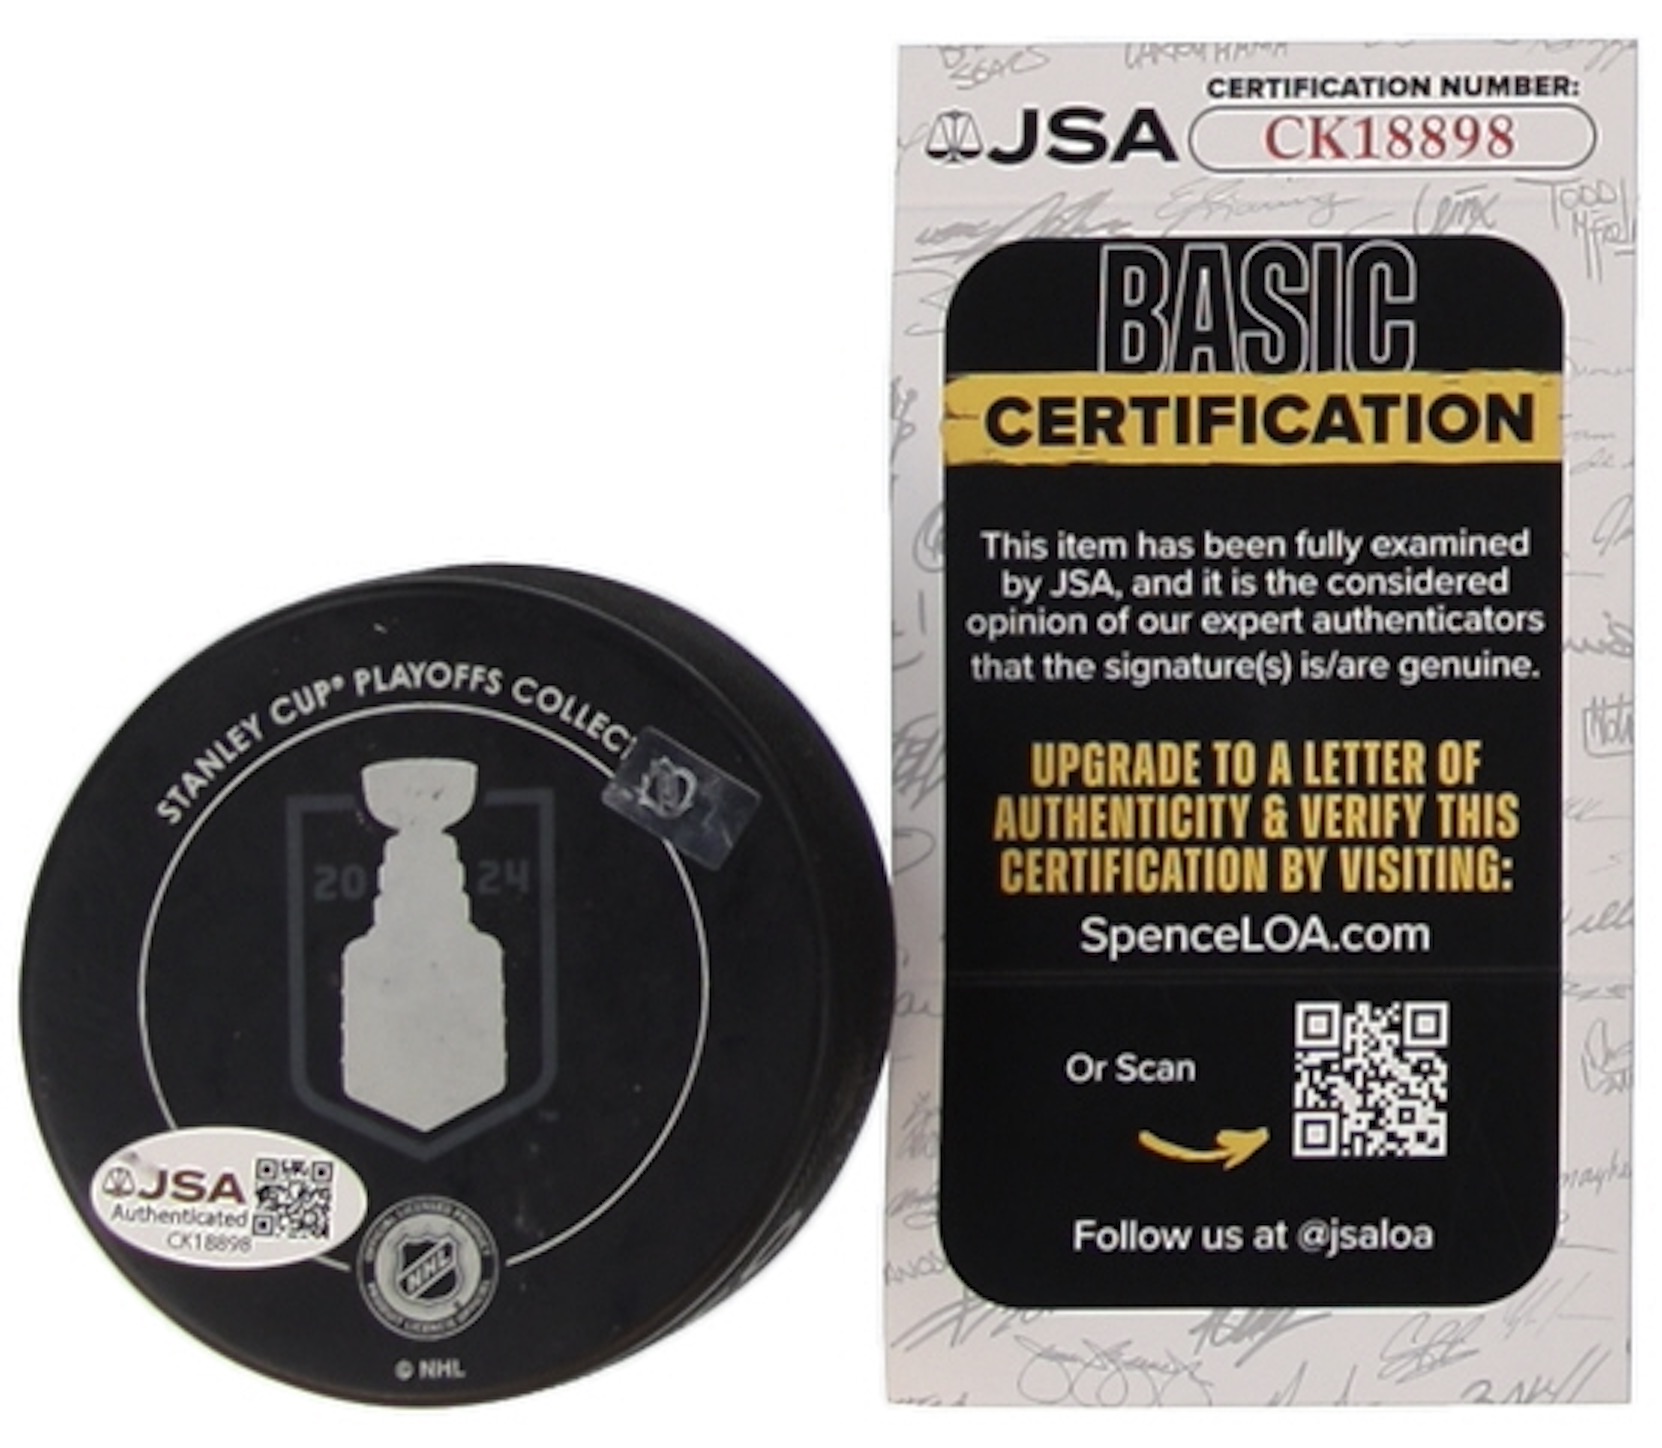 CERTIFICATION NUMBER:
JSA
CK18898
BASIC
CERTIFICATION
This item has been fully examined
by JSA, and it is the considered
opinion of our expert authenticators
that the signature(s) is/are genuine.
UPGRADE TO A LETTER OF
AUTHENTICITY & VERIFY THIS
CERTIFICATION BY VISITING:
SpenceLOA.com
Or Scan
Follow us at @jsaloa
STANLEY CUP® PLAYOFFS COLLEC
20 24
JSA
Authenticated
CK18898
NHL
© NHL